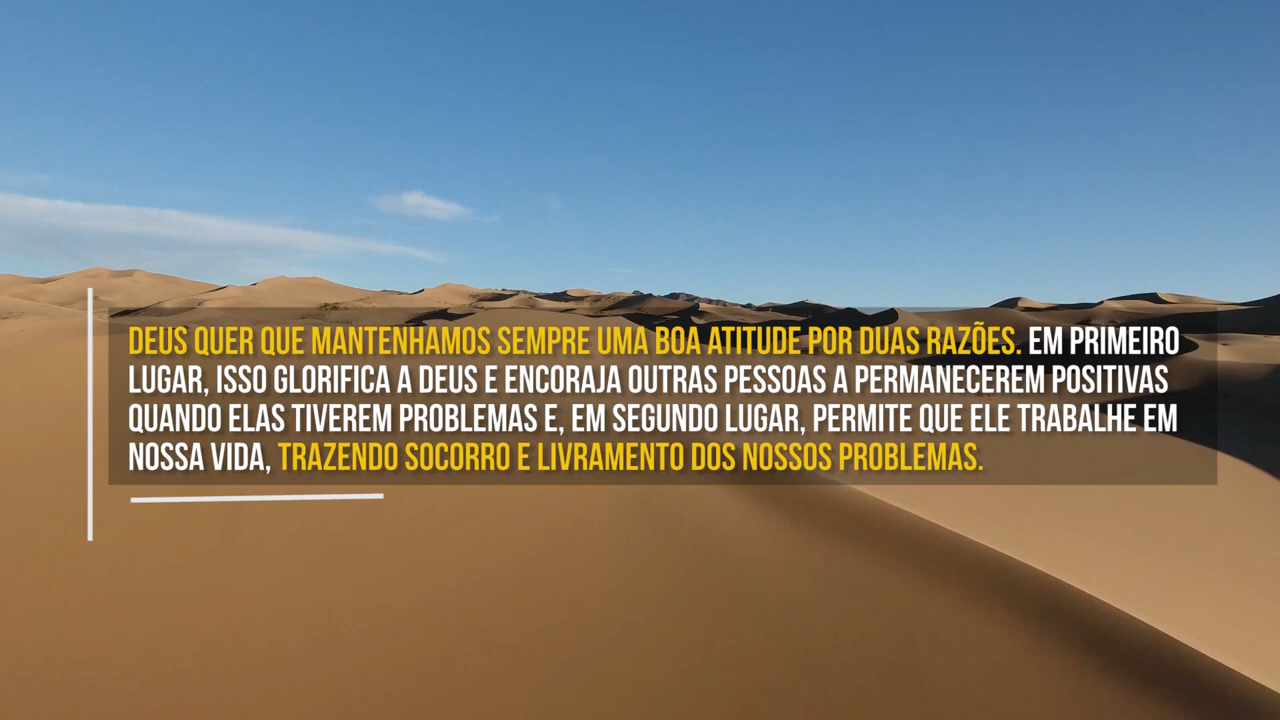 DEUS QUER QUE MANTENHAMOS SEMPRE UMA BOA ATITUDE POR DUAS RAZÕES. EM PRIMEIRO
LUGAR, ISSO GLORIFICA A DEUS E ENCORAJA OUTRAS PESSOAS A PERMANECEREM POSITIVAS
QUANDO ELAS TIVEREM PROBLEMAS E, EM SEGUNDO LUGAR, PERMITE QUE ELE TRABALHE EM
NOSSA VIDA, TRAZENDO SOCORRO E LIVRAMENTO DOS NOSSOS PROBLEMAS.